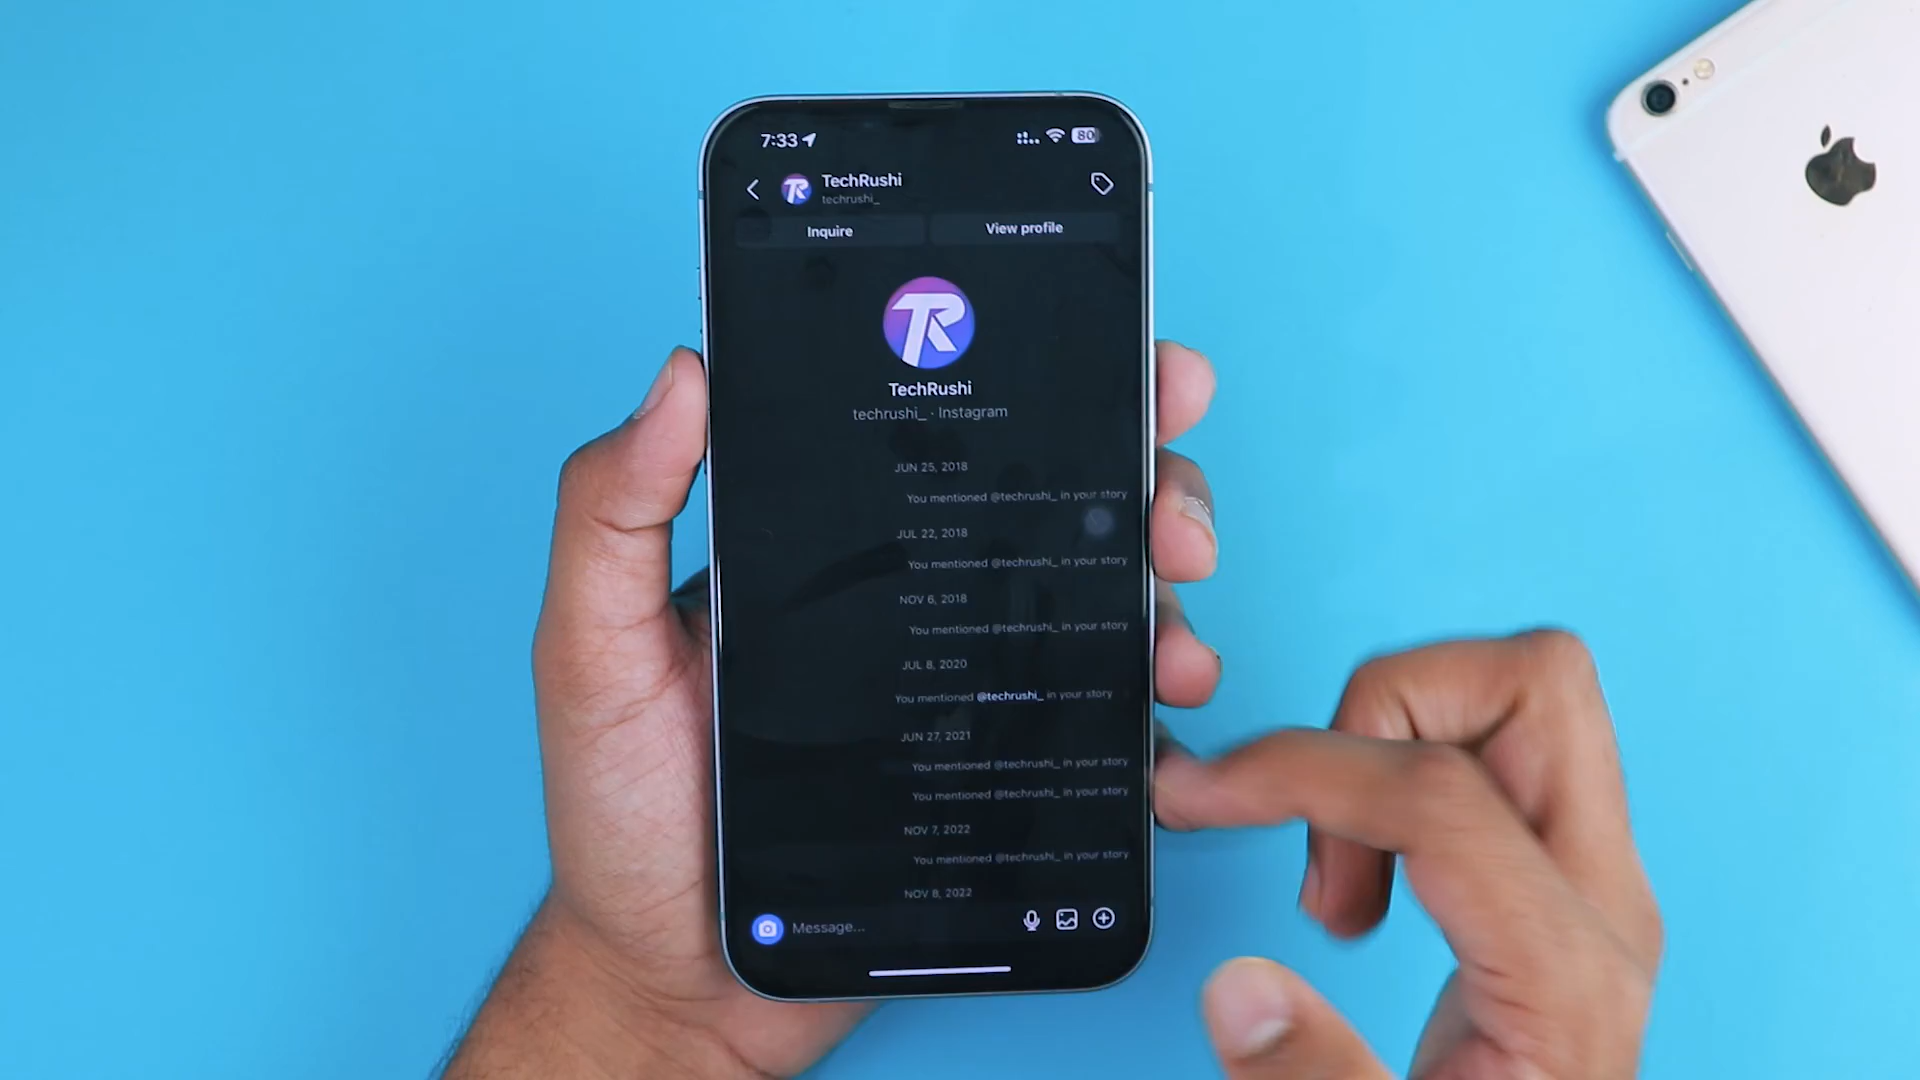 7:33
80
TechRushi
techrushi_
Inquire
View profile
TR
TechRushi
techrushi_ · Instagram
JUN 25, 2018
You mentioned @techrushi_ in your story
JUL 22, 2018
You mentioned @techrushi_ in your story
NOV 6, 2018
You mentioned @techrushi_ in your story
JUL 8, 2020
You mentioned @techrushi_ in your story
JUN 27, 2021
You mentioned @techrushi_ in your story
You mentioned @techrushi_ in your story
NOV 7, 2022
You mentioned @techrushi_ in your story
NOV 8, 2022
Message...